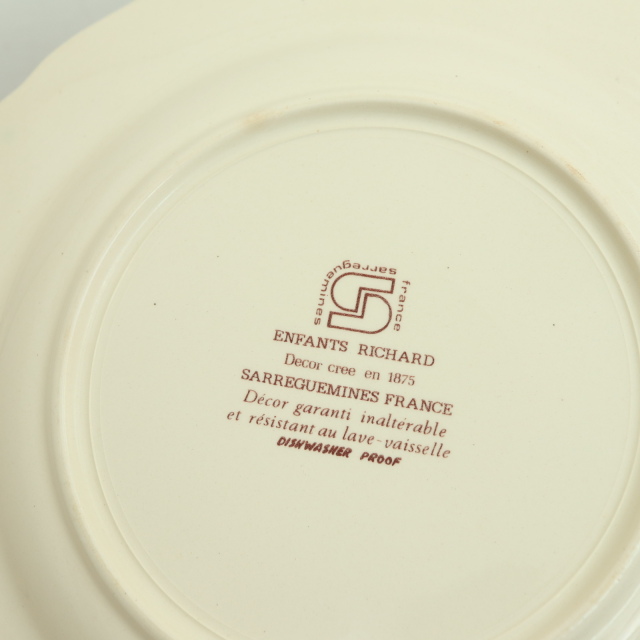 sarreguemines france
ENFANTS RICHARD
Decor cree en 1875
SARREGUEMINES FRANCE
Décor garanti inaltérable
et résistant au lave-vaisselle
DISHWASHER PROOF